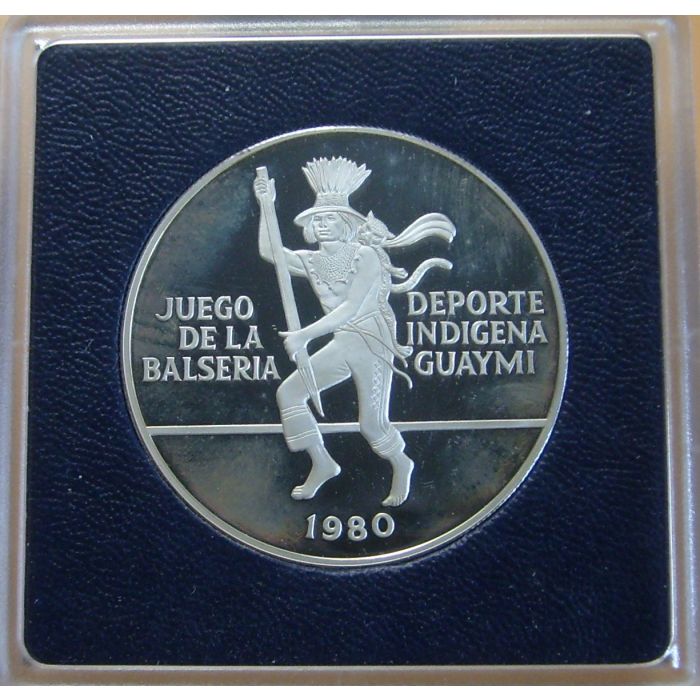 JUEGO
DE LA
BALSERIA
DEPORTE
INDIGENA
GUAYMI
1980